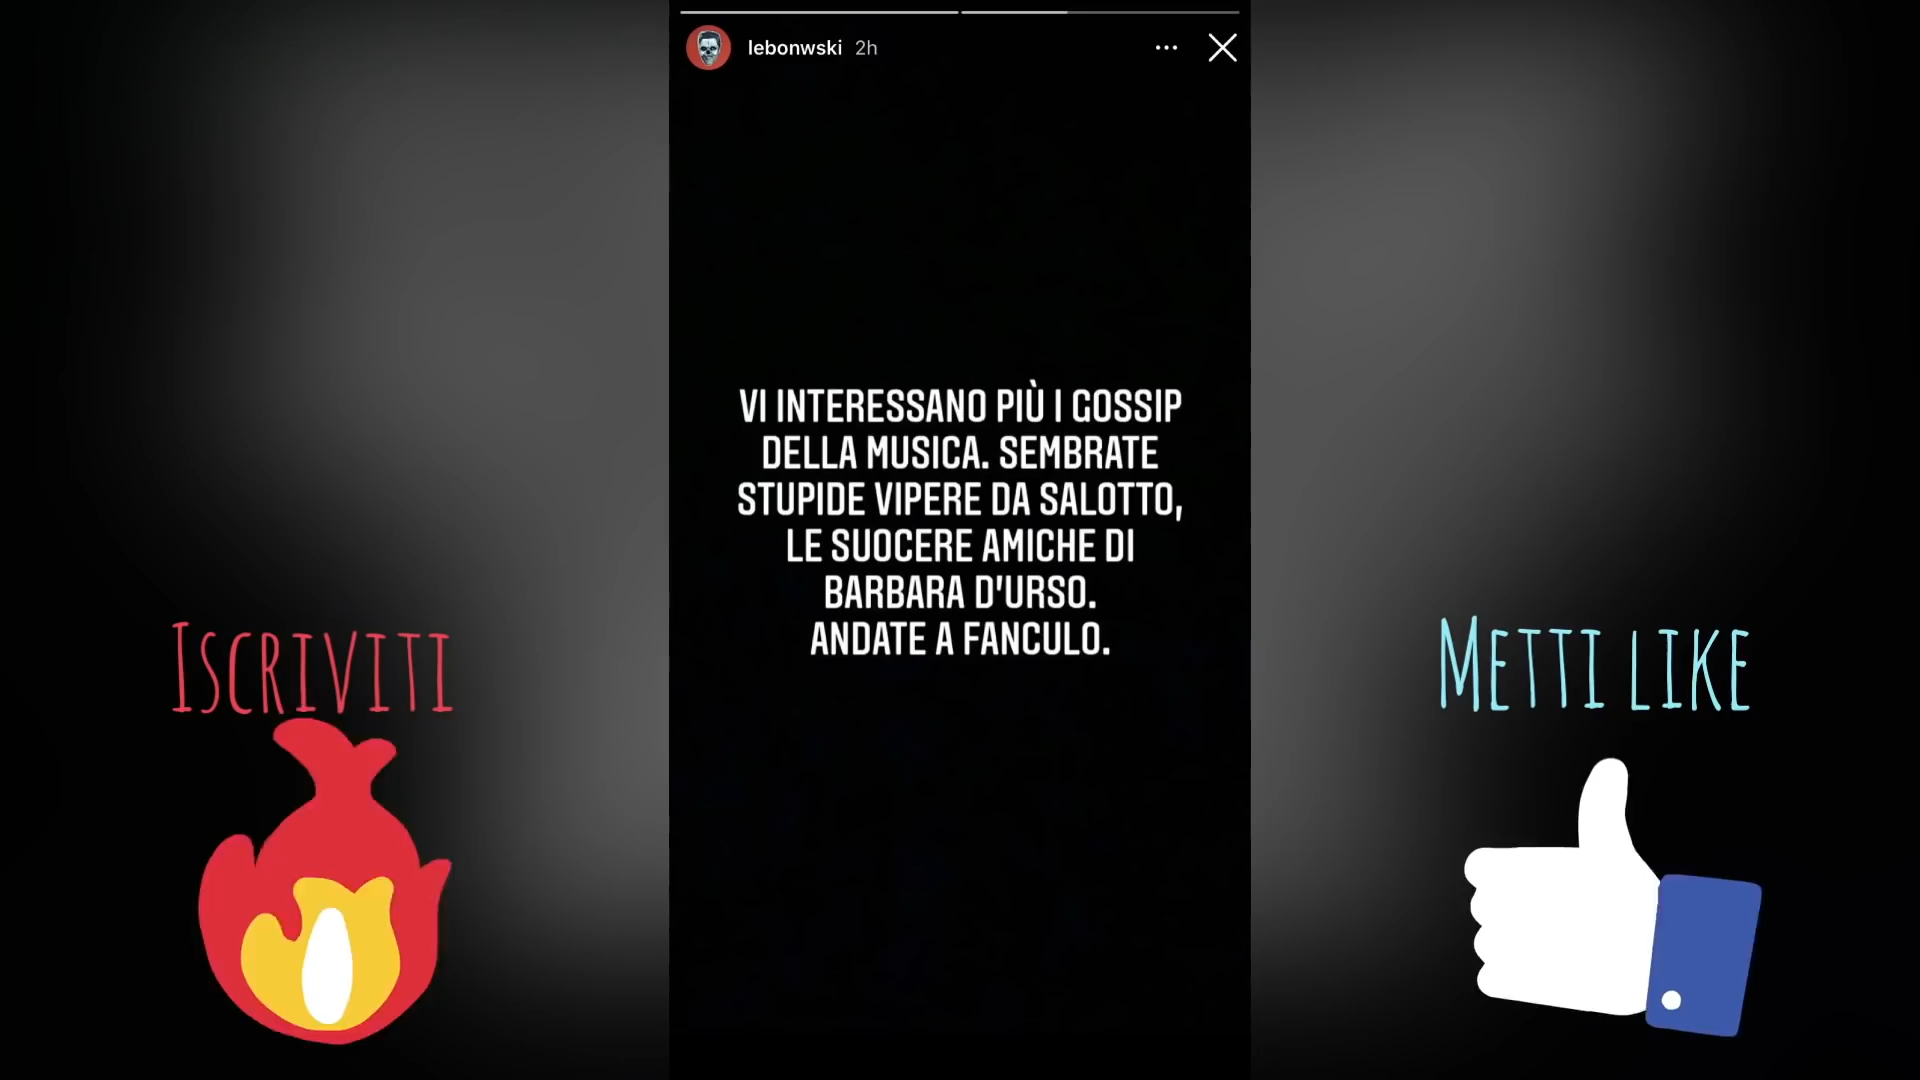 lebonwski 2h
VI INTERESSANO PIÙ I GOSSIP
DELLA MUSICA. SEMBRATE
STUPIDE VIPERE DA SALOTTO,
LE SUOCERE AMICHE DI
BARBARA D'URSO.
ANDATE A FANCULO.
ISCRIVITI
METTI LIKE